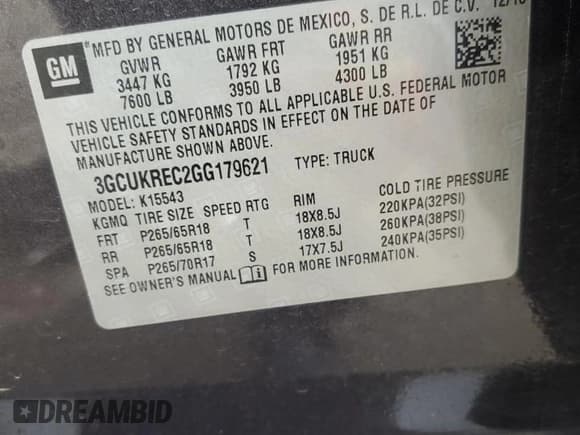 GM
®MFD BY GENERAL MOTORS DE MEXICO, S. DE R.L. DE C.V.
GVWR GAWR FRT GAWR RR
3447 KG 1792 KG 1951 KG
7600 LB 3950 LB 4300 LB
THIS VEHICLE CONFORMS TO ALL APPLICABLE U.S. FEDERAL MOTOR
VEHICLE SAFETY STANDARDS IN EFFECT ON THE DATE OF
MANUFACTURE SHOWN ABOVE.
3GCUKREC2GG179621 TYPE: TRUCK
MODEL: K15543
KGMQ TIRE SIZE SPEED RTG RIM COLD TIRE PRESSURE
FRT P265/65R18 T 18X8.5J 220KPA(32PSI)
RR P265/65R18 T 18X8.5J 260KPA(38PSI)
SPA P265/70R17 S 17X7.5J 240KPA(35PSI)
SEE OWNER'S MANUAL FOR MORE INFORMATION.
DREAMBID